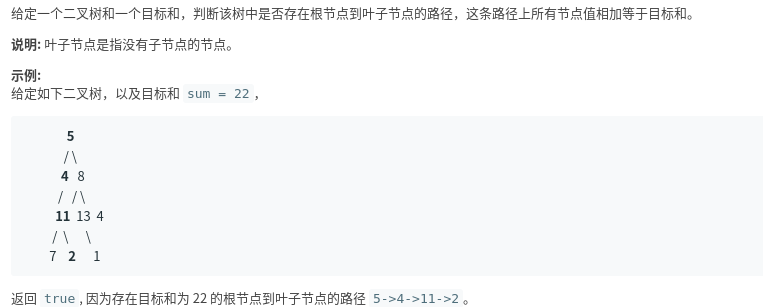 给定一个二叉树和一个目标和，判断该树中是否存在根节点到叶子节点的路径，这条路径上所有节点值相加等于目标和。
说明: 叶子节点是指没有子节点的节点。
示例:
给定如下二叉树，以及目标和 sum = 22，
5
/ \
4 8
/ / \
11 13 4
/ \ \
7 2 1
返回 true, 因为存在目标和为 22 的根节点到叶子节点的路径 5->4->11->2。